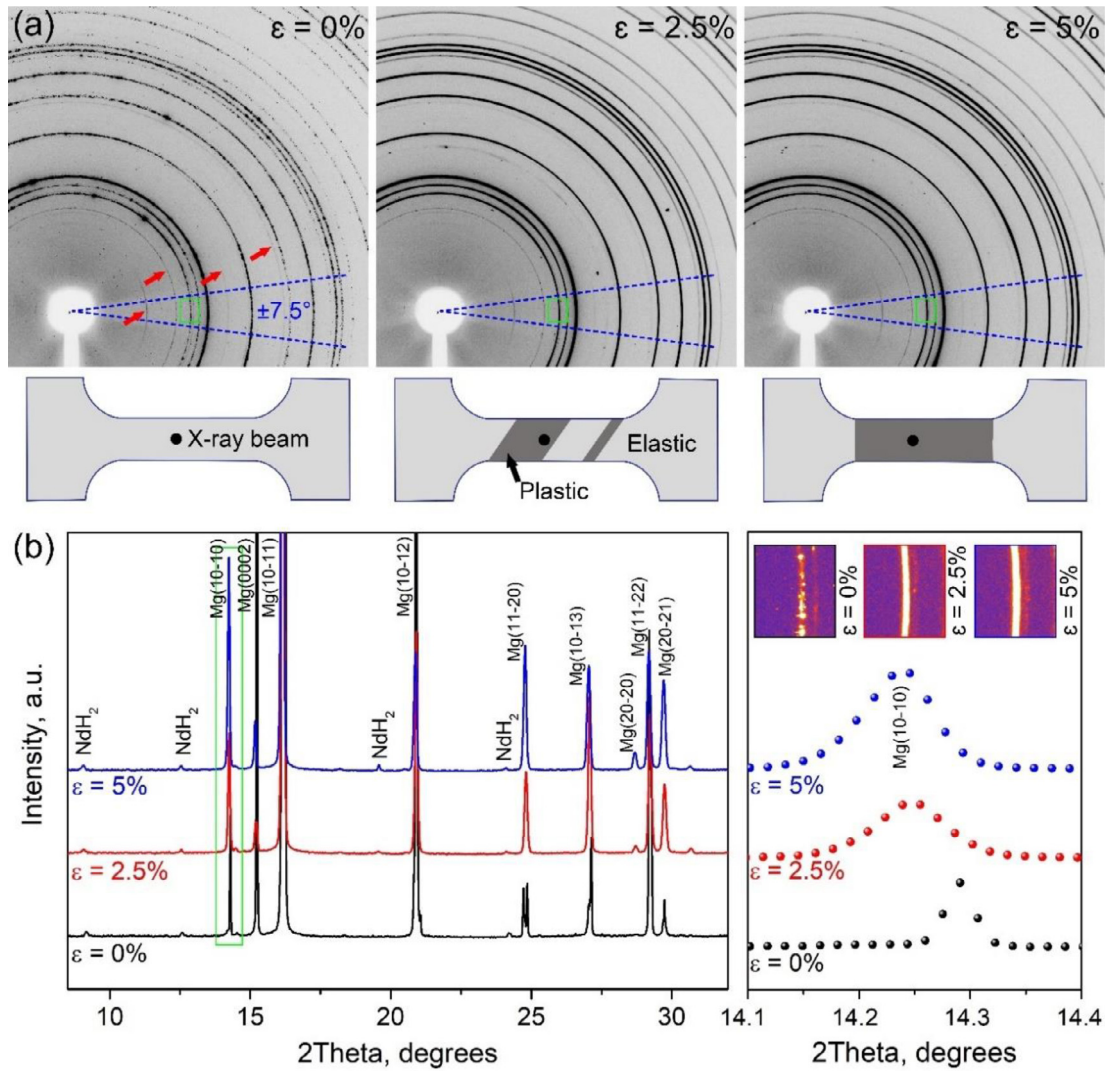 (a)
ε = 0%
ε = 2.5%
ε = 5%
±7.5°
X-ray beam
Plastic
Elastic
(b)
Intensity, a.u.
NdH2
NdH2
Mg(10-10)
Mg(0002)
Mg(10-11)
NdH2
Mg(10-12)
NdH2
Mg(11-20)
Mg(10-13)
Mg(20-20)
Mg(11-22)
Mg(20-21)
ε = 5%
ε = 2.5%
ε = 0%
10 15 20 25 30
2Theta, degrees
ε = 0%
ε = 2.5%
ε = 5%
Mg(10-10)
ε = 5%
ε = 2.5%
ε = 0%
14.1 14.2 14.3 14.4
2Theta, degrees